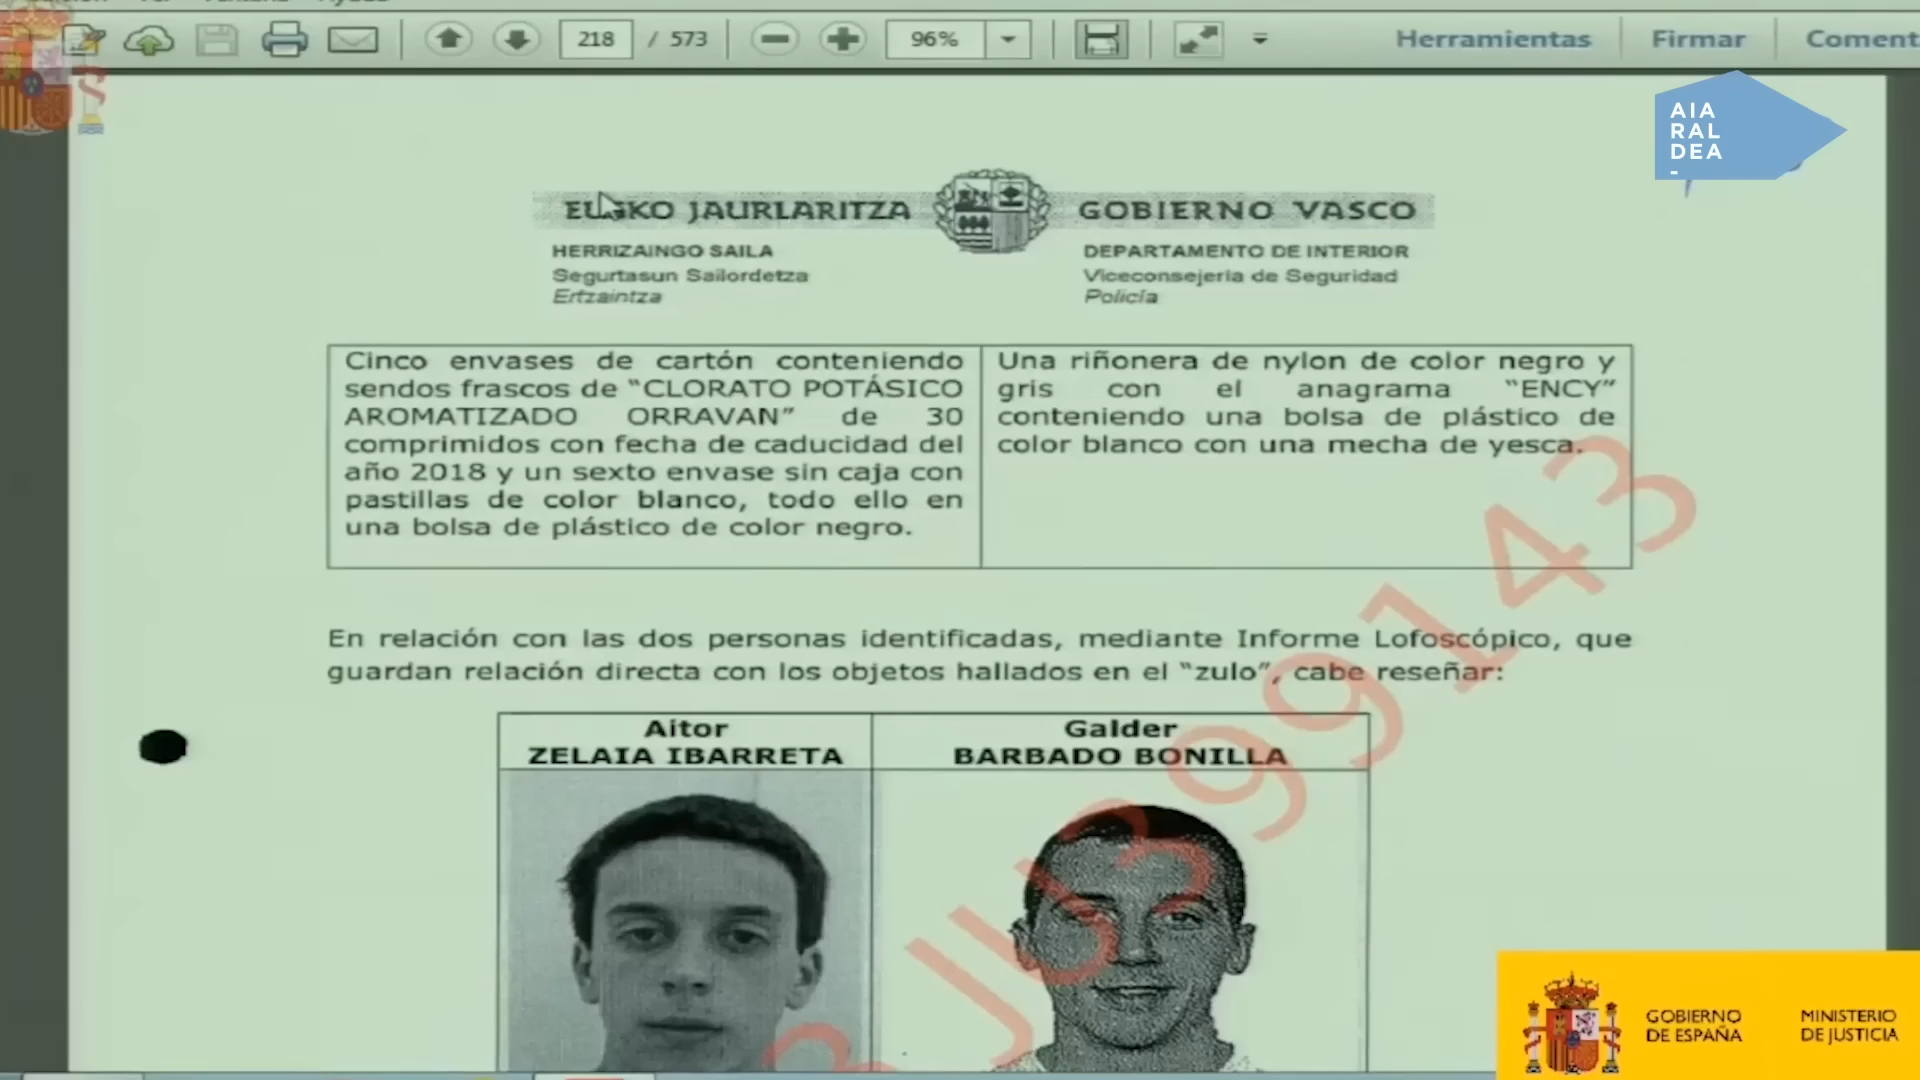 218 / 573
96%
Herramientas
Firmar
Coment
AIA
RAL
DEA
EUSKO JAURLARITZA
GOBIERNO VASCO
HERRIZAINGO SAILA
Segurtasun Sailordetza
Ertzaintza
DEPARTAMENTO DE INTERIOR
Viceconsejería de Seguridad
Policía
Cinco envases de cartón conteniendo
sendos frascos de “CLORATO POTÁSICO
AROMATIZADO ORRAVAN” de 30
comprimidos con fecha de caducidad del
año 2018 y un sexto envase sin caja con
pastillas de color blanco, todo ello en
una bolsa de plástico de color negro.
Una riñonera de nylon de color negro y
gris con el anagrama “ENCY”
conteniendo una bolsa de plástico de
color blanco con una mecha de yesca.
En relación con las dos personas identificadas, mediante Informe Lofoscópico, que
guardan relación directa con los objetos hallados en el “zulo”, cabe reseñar:
Aitor
ZELAIA IBARRETA
Galder
BARBADO BONILLA
3JU399143
GOBIERNO
DE ESPAÑA
MINISTERIO
DE JUSTICIA